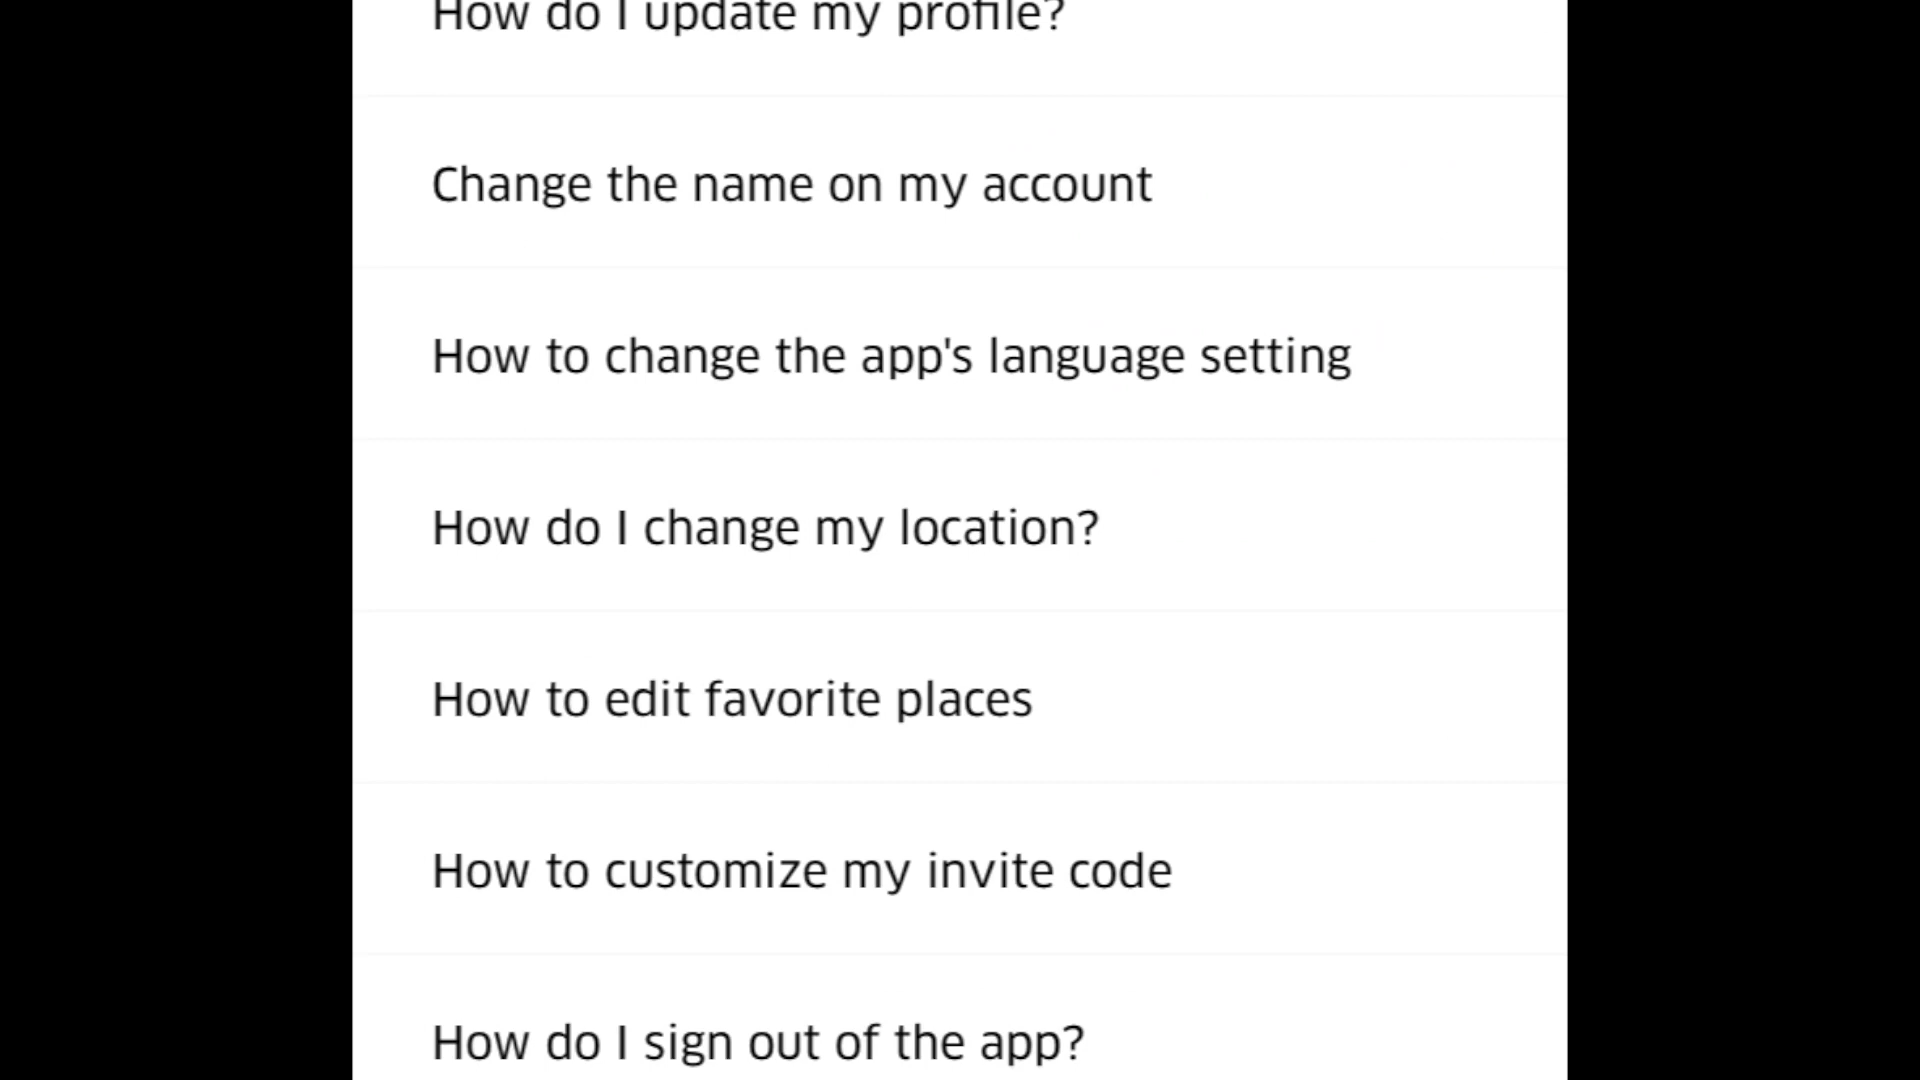 How do I update my profile?
Change the name on my account
How to change the app's language setting
How do I change my location?
How to edit favorite places
How to customize my invite code
How do I sign out of the app?